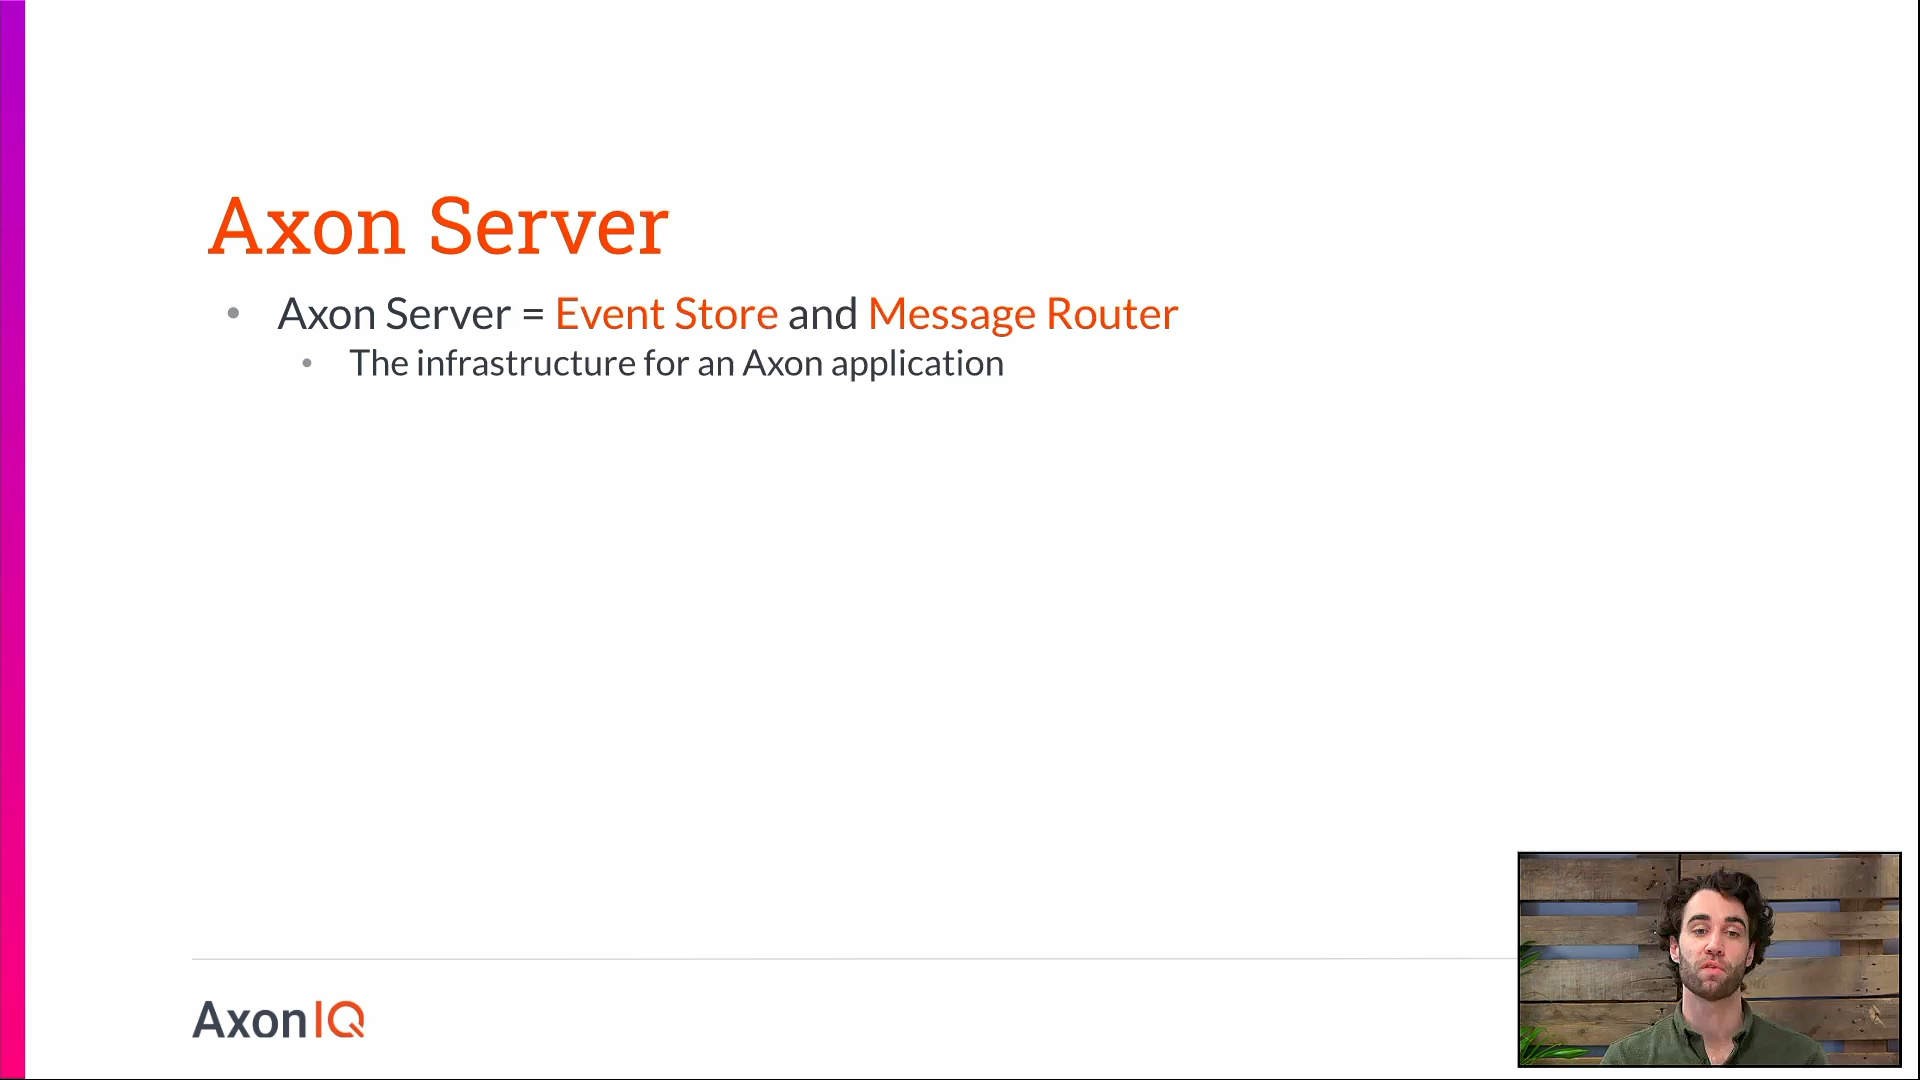 Axon Server
• Axon Server = Event Store and Message Router
• The infrastructure for an Axon application
AxonIQ